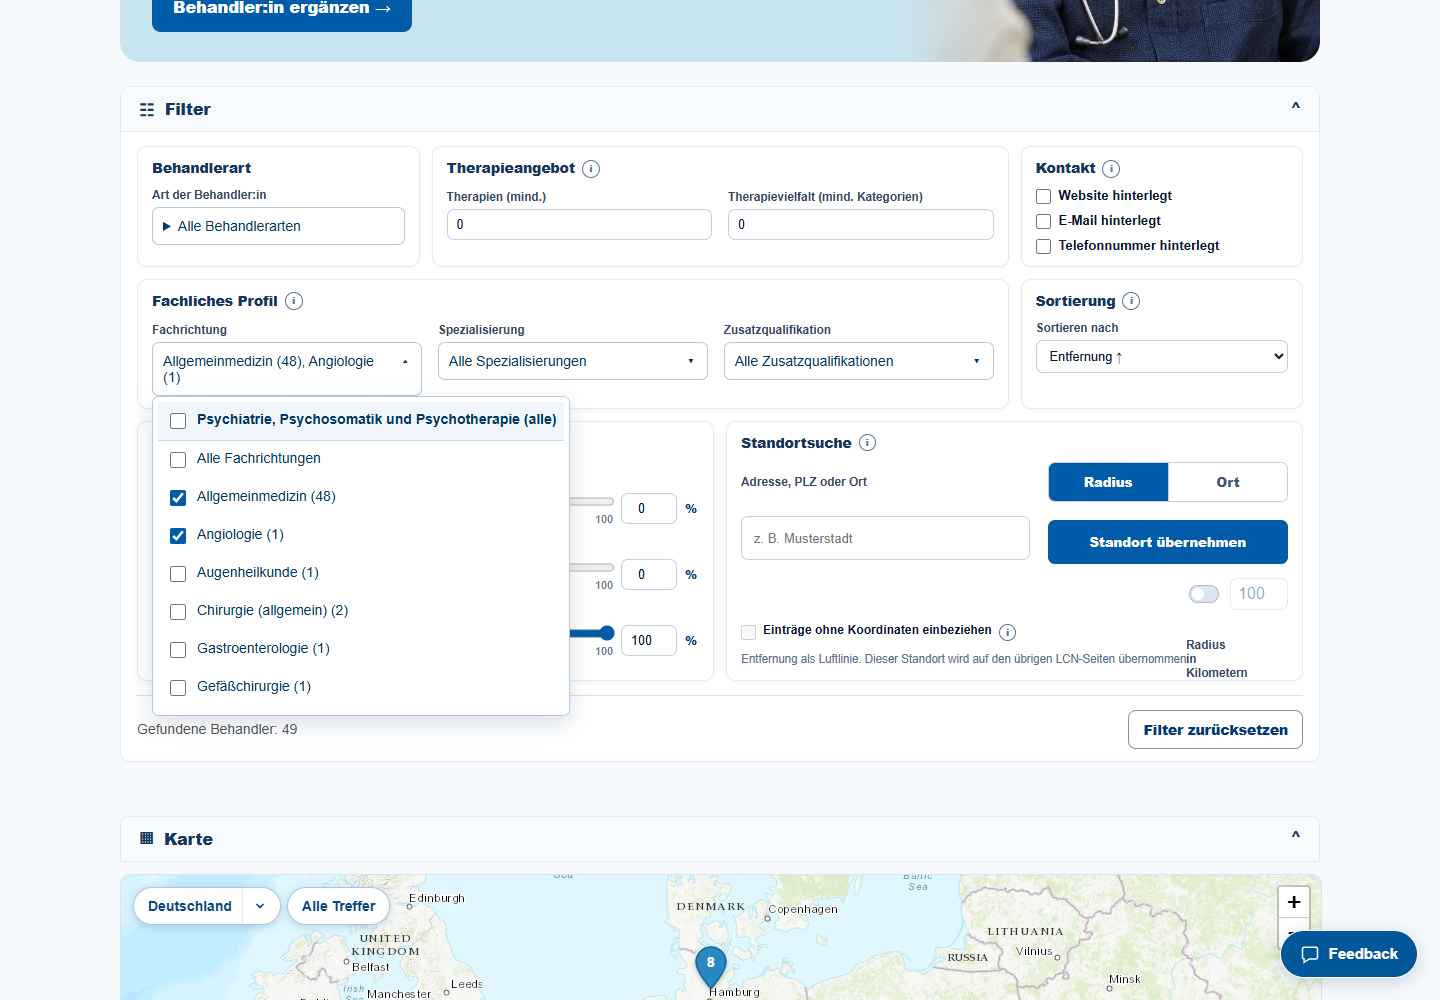 Behandler:in ergänzen →
Filter
^
Behandlerart
Art der Behandler:in
▶ Alle Behandlerarten
Therapieangebot i
Therapien (mind.)
0
Therapievielfalt (mind. Kategorien)
0
Kontakt i
Website hinterlegt
E-Mail hinterlegt
Telefonnummer hinterlegt
Fachliches Profil i
Fachrichtung
Allgemeinmedizin (48), Angiologie
(1)
Spezialisierung
Alle Spezialisierungen
Zusatzqualifikation
Alle Zusatzqualifikationen
Sortierung i
Sortieren nach
Entfernung ↑
Psychiatrie, Psychosomatik und Psychotherapie (alle)
Alle Fachrichtungen
Allgemeinmedizin (48)
Angiologie (1)
Augenheilkunde (1)
Chirurgie (allgemein) (2)
Gastroenterologie (1)
Gefäßchirurgie (1)
100
0 %
100
0 %
100
100 %
Standortsuche i
Adresse, PLZ oder Ort
Radius
Ort
z. B. Musterstadt
Standort übernehmen
100
Einträge ohne Koordinaten einbeziehen i
Radius
in
Kilometern
Entfernung als Luftlinie. Dieser Standort wird auf den übrigen LCN-Seiten übernommen
Gefundene Behandler: 49
Filter zurücksetzen
Karte
^
Deutschland
Alle Treffer
Edinburgh
UNITED
KINGDOM
Belfast
Leeds
Irish
Manchester
DENMARK
Copenhagen
Baltic
Sea
LITHUANIA
Vilnius
RUSSIA
Minsk
8
Hamburg
+
Feedback